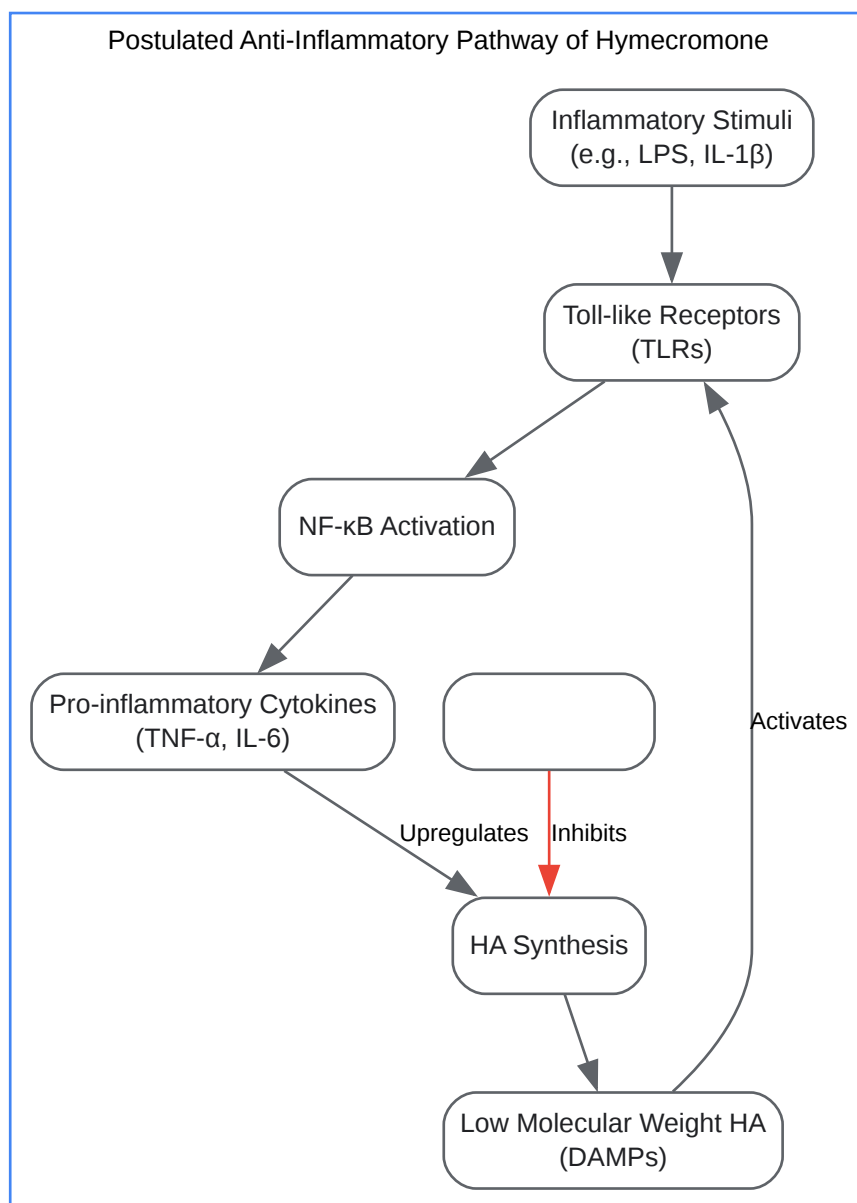 Postulated Anti-Inflammatory Pathway of Hymecromone
Inflammatory Stimuli
(e.g., LPS, IL-1β)
Toll-like Receptors
(TLRs)
NF-κB Activation
Pro-inflammatory Cytokines
(TNF-α, IL-6)
Activates
Upregulates
Inhibits
HA Synthesis
Low Molecular Weight HA
(DAMPs)